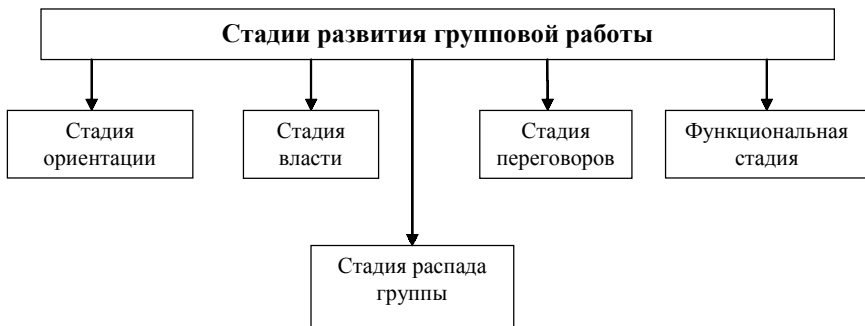 Стадии развития групповой работы
Стадия
ориентации
Стадия
власти
Стадия
переговоров
Функциональная
стадия
Стадия распада
группы